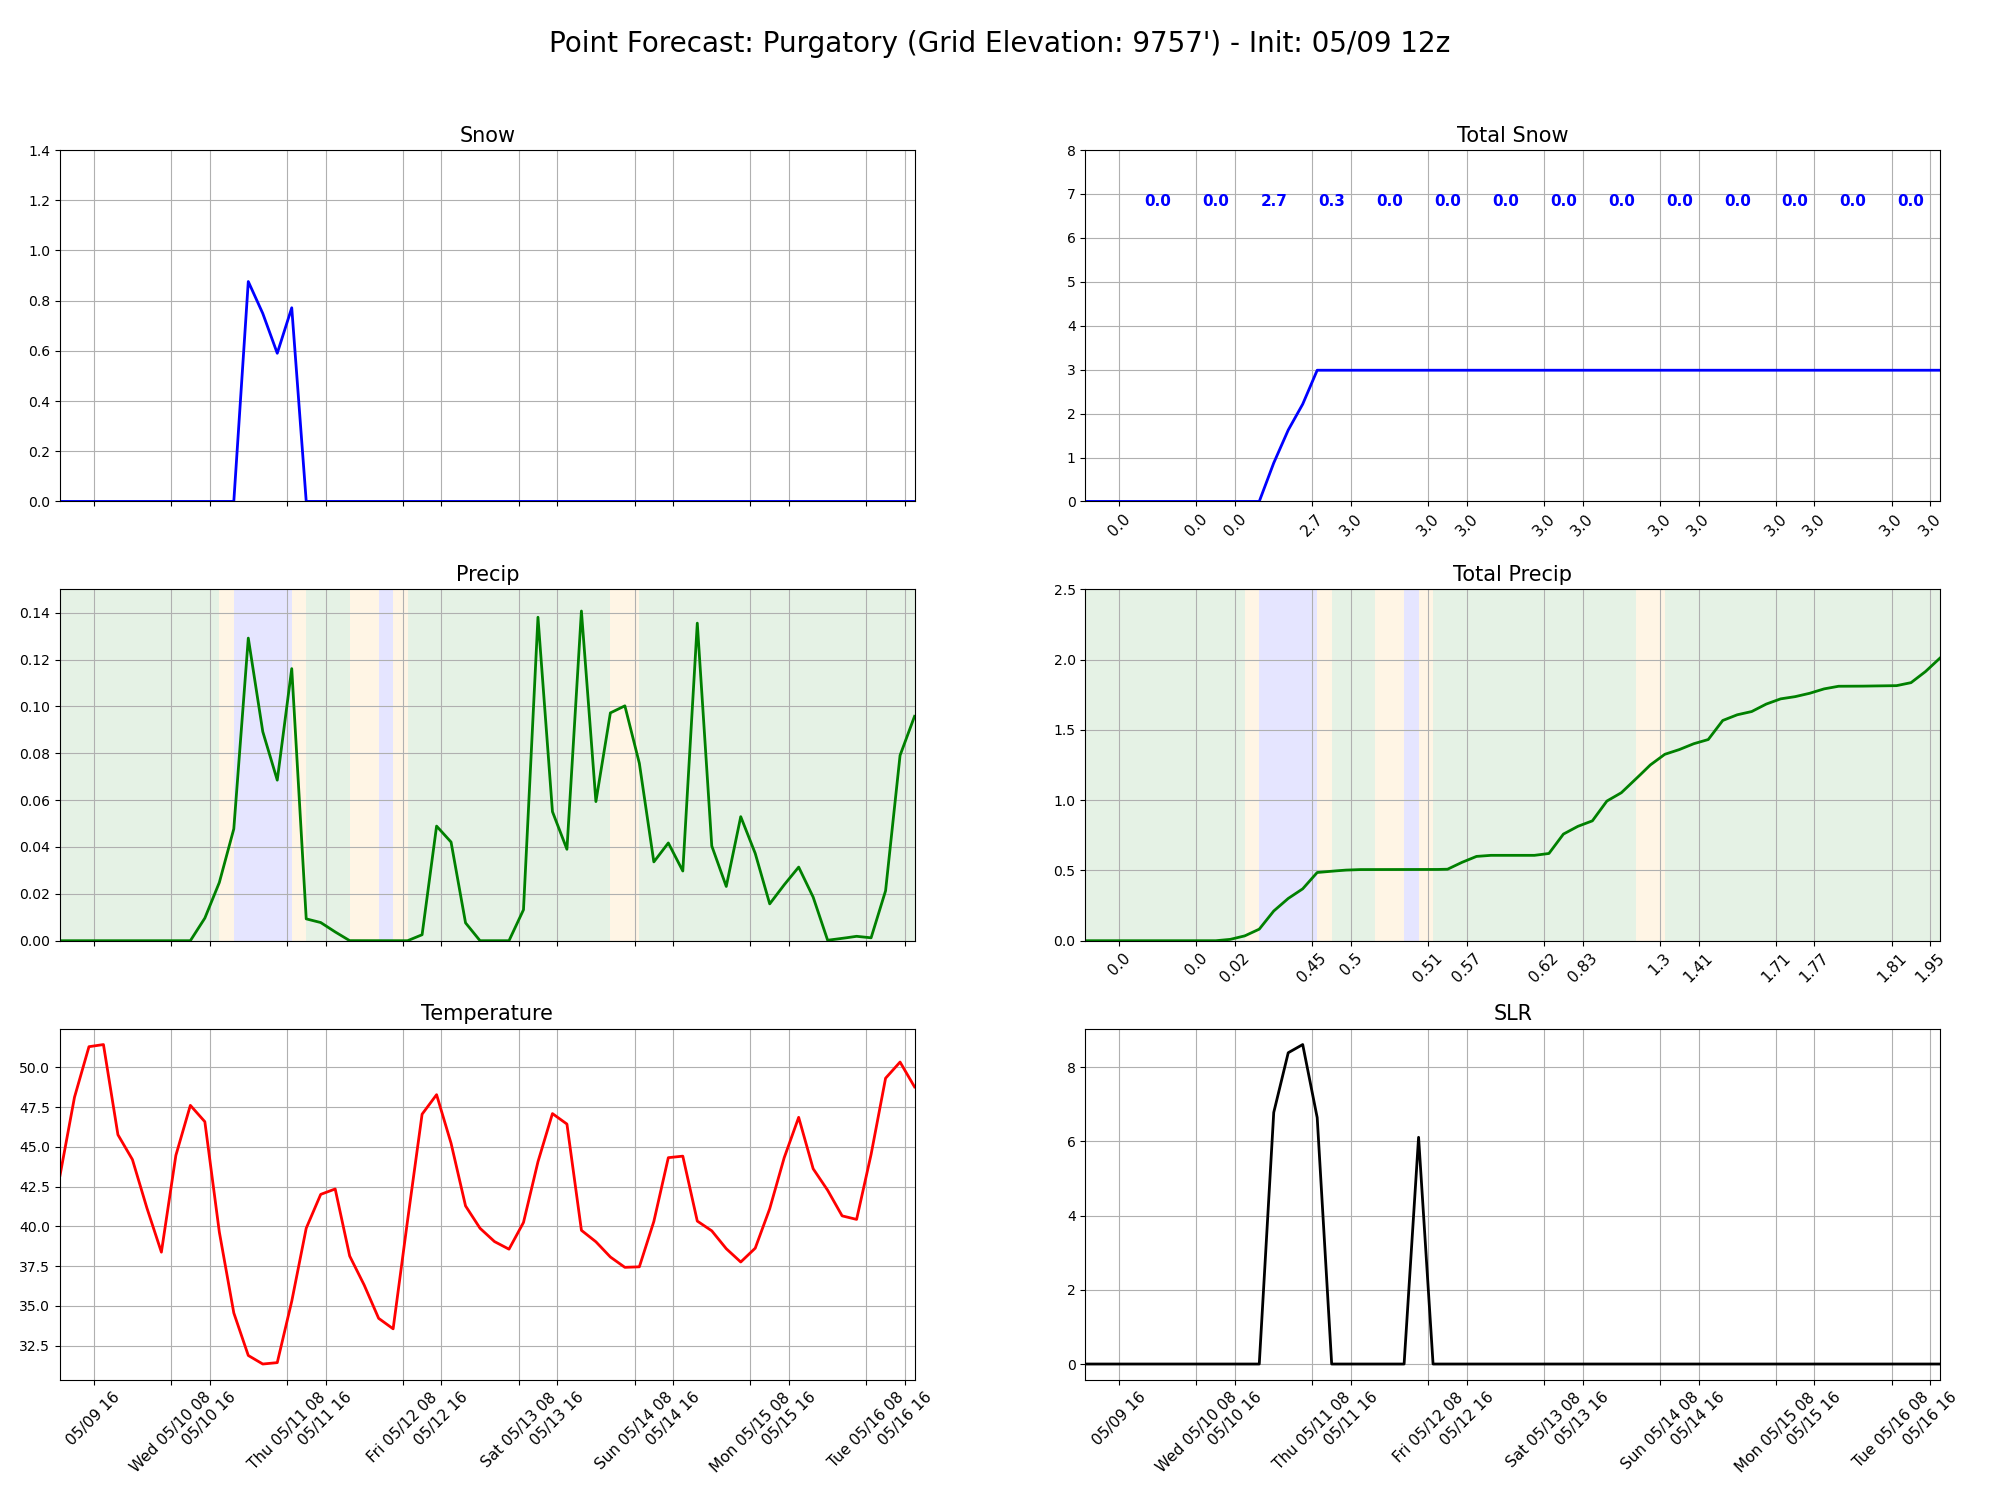 Point Forecast: Purgatory (Grid Elevation: 9757') - Init: 05/09 12z
Snow
1.4
1.2
1.0
0.8
0.6
0.4
0.2
0.0
Total Snow
8
7
6
5
4
3
2
1
0
0.0 0.0 2.7 0.3 0.0 0.0 0.0 0.0 0.0 0.0 0.0 0.0 0.0 0.0
0.0 0.0 0.0 2.7 3.0 3.0 3.0 3.0 3.0 3.0 3.0 3.0 3.0 3.0 3.0
Precip
0.14
0.12
0.10
0.08
0.06
0.04
0.02
0.00
Total Precip
2.5
2.0
1.5
1.0
0.5
0.0
0.0 0.0 0.02 0.45 0.5 0.51 0.57 0.62 0.83 1.3 1.41 1.71 1.77 1.81 1.95
Temperature
50.0
47.5
45.0
42.5
40.0
37.5
35.0
32.5
05/09 16
Wed 05/10 08
05/10 16
Thu 05/11 08
05/11 16
Fri 05/12 08
05/12 16
Sat 05/13 08
05/13 16
Sun 05/14 08
05/14 16
Mon 05/15 08
05/15 16
Tue 05/16 08
05/16 16
SLR
8
6
4
2
0
05/09 16
Wed 05/10 08
05/10 16
Thu 05/11 08
05/11 16
Fri 05/12 08
05/12 16
Sat 05/13 08
05/13 16
Sun 05/14 08
05/14 16
Mon 05/15 08
05/15 16
Tue 05/16 08
05/16 16